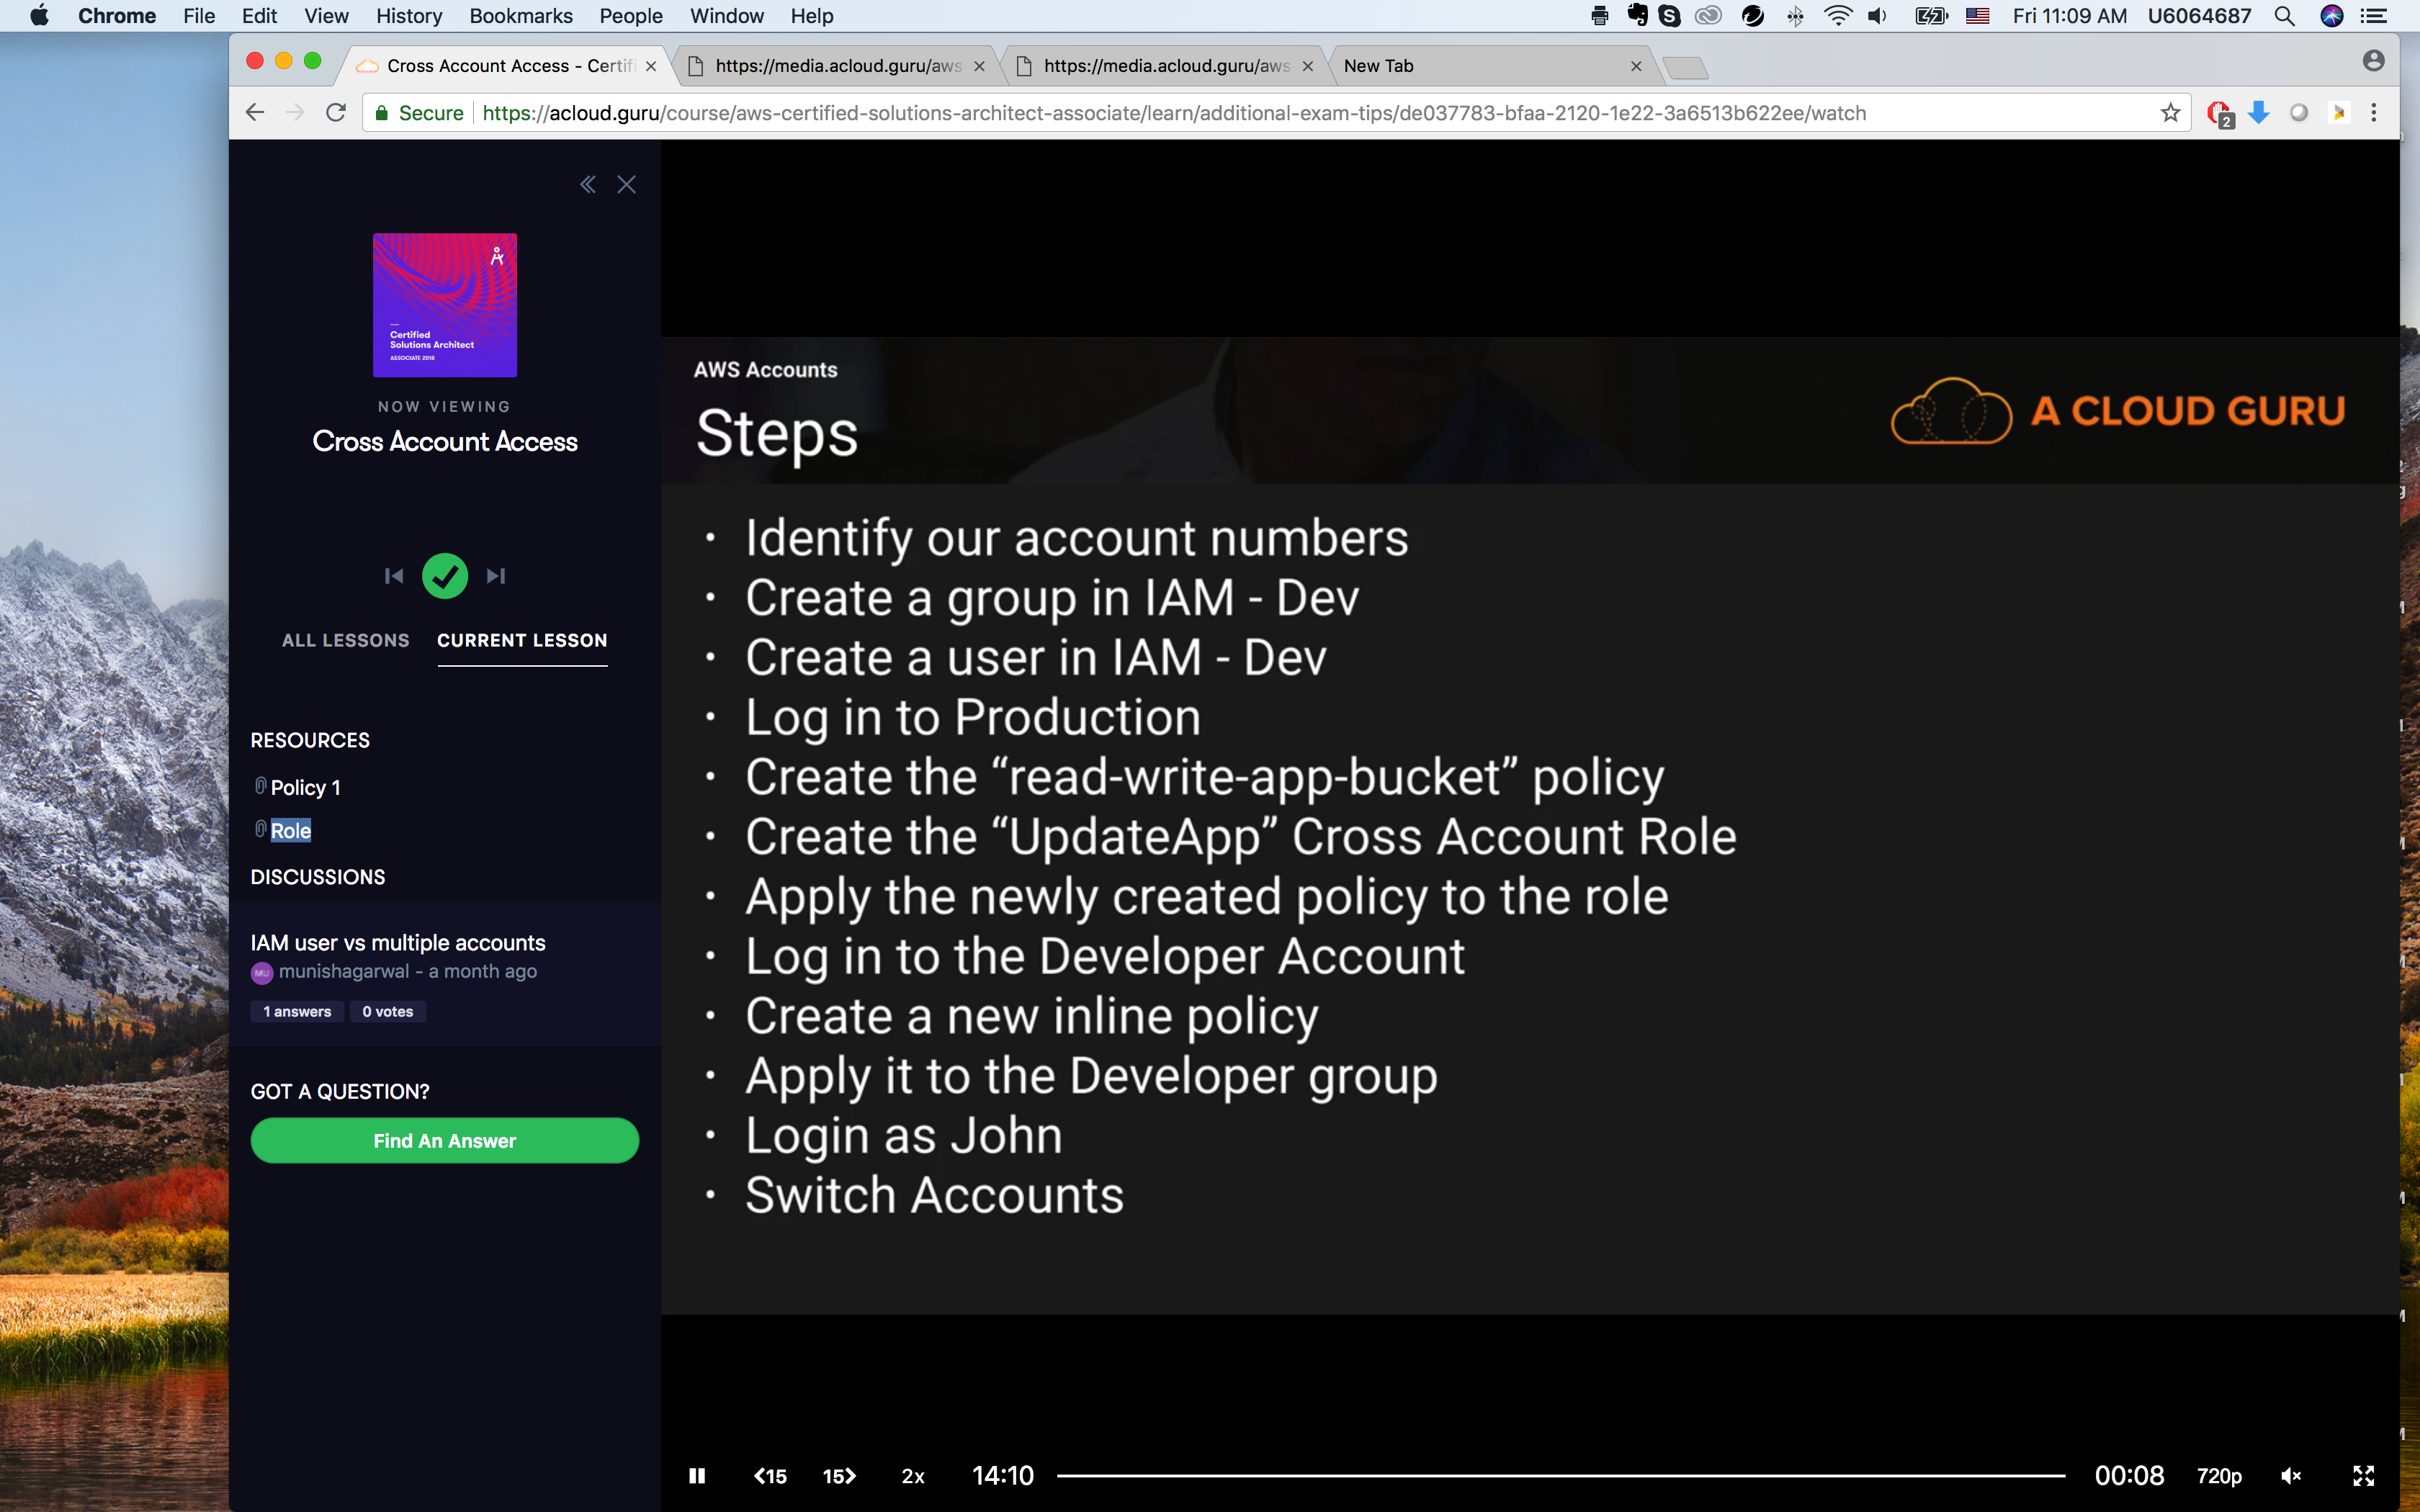 Chrome File Edit View History Bookmarks People Window Help Fri 11:09 AM U6064687
Cross Account Access - Certifi
https://media.acloud.guru/aws-
https://media.acloud.guru/aws-
New Tab
Secure https://acloud.guru/course/aws-certified-solutions-architect-associate/learn/additional-exam-tips/de037783-bfaa-2120-1e22-3a6513b622ee/watch
2
Certified
Solutions Architect
ASSOCIATE 2018
NOW VIEWING
Cross Account Access
ALL LESSONS CURRENT LESSON
RESOURCES
Policy 1
Role
DISCUSSIONS
IAM user vs multiple accounts
MU munishagarwal - a month ago
1 answers 0 votes
GOT A QUESTION?
Find An Answer
AWS Accounts
Steps
A CLOUD GURU
• Identify our account numbers
• Create a group in IAM - Dev
• Create a user in IAM - Dev
• Log in to Production
• Create the “read-write-app-bucket” policy
• Create the “UpdateApp” Cross Account Role
• Apply the newly created policy to the role
• Log in to the Developer Account
• Create a new inline policy
• Apply it to the Developer group
• Login as John
• Switch Accounts
<15 15> 2x 14:10 00:08 720p